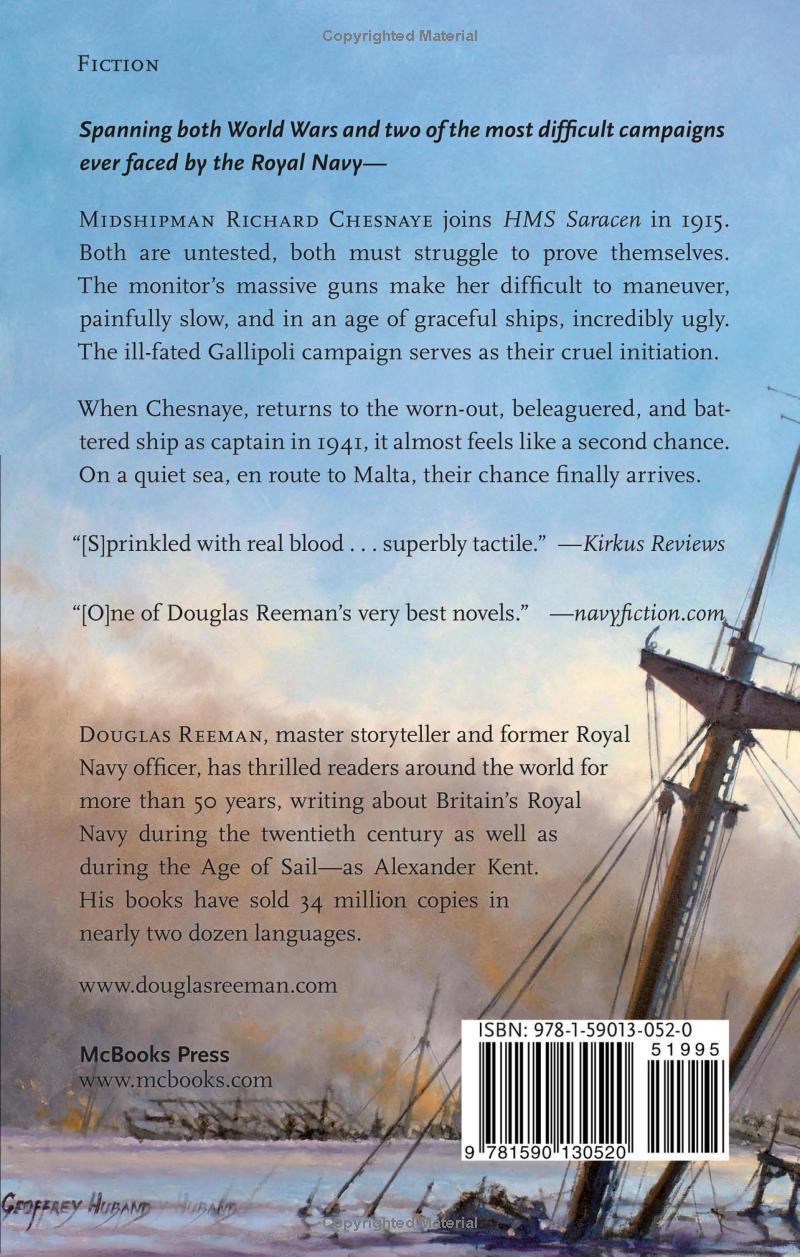 Copyrighted Material
FICTION
Spanning both World Wars and two of the most difficult campaigns
ever faced by the Royal Navy—
MIDSHIPMAN RICHARD CHESNAYE joins HMS Saracen in 1915.
Both are untested, both must struggle to prove themselves.
The monitor's massive guns make her difficult to maneuver,
painfully slow, and in an age of graceful ships, incredibly ugly.
The ill-fated Gallipoli campaign serves as their cruel initiation.
When Chesnaye, returns to the worn-out, beleaguered, and bat-
tered ship as captain in 1941, it almost feels like a second chance.
On a quiet sea, en route to Malta, their chance finally arrives.
“[S]prinkled with real blood . . . superbly tactile.” —Kirkus Reviews
“[O]ne of Douglas Reeman's very best novels.” —navyfiction.com
DOUGLAS REEMAN, master storyteller and former Royal
Navy officer, has thrilled readers around the world for
more than 50 years, writing about Britain's Royal
Navy during the twentieth century as well as
during the Age of Sail—as Alexander Kent.
His books have sold 34 million copies in
nearly two dozen languages.
www.douglasreeman.com
McBooks Press
www.mcbooks.com
ISBN: 978-1-59013-052-0
51995
9 781590 130520
GEOFFREY HUBAND HUBAND
Copyrighted Material